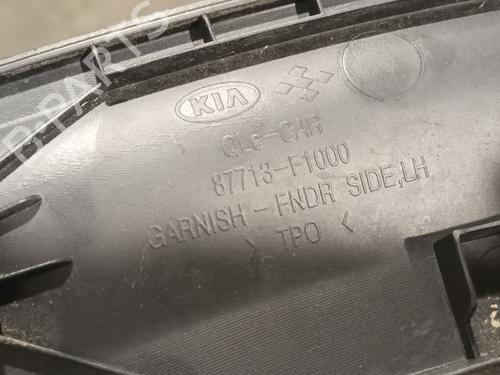 B-PARTS
KIA
QLe-CAR
87713-F1000
GARNISH-FNDR SIDE,LH
> TPO <